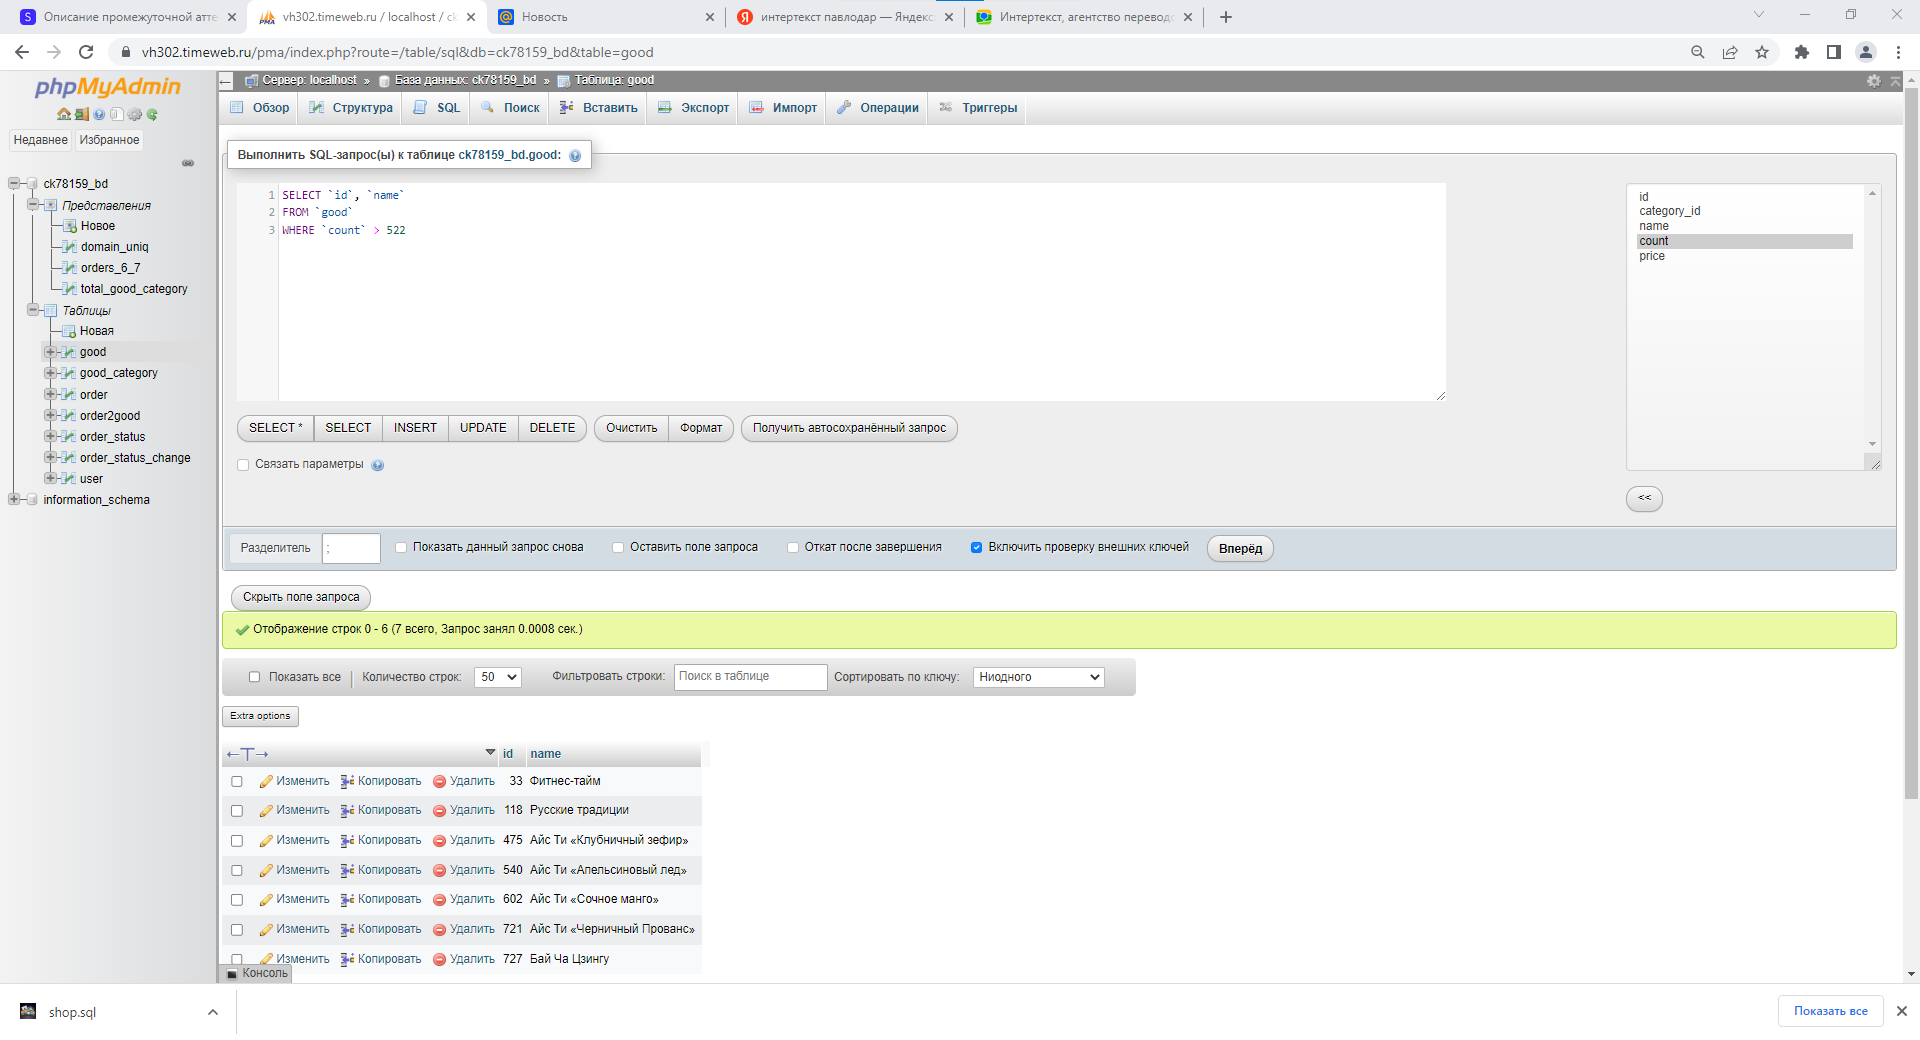 Описание промежуточной атте
vh302.timeweb.ru / localhost / ck
Новость
интертекст павлодар — Яндекс
Интертекст, агентство переводо
vh302.timeweb.ru/pma/index.php?route=/table/sql&db=ck78159_bd&table=good
phpMyAdmin
Недавнее
Избранное
ck78159_bd
Представления
Новое
domain_uniq
orders_6_7
total_good_category
Таблицы
Новая
good
good_category
order
order2good
order_status
order_status_change
user
information_schema
Сервер: localhost » База данных: ck78159_bd » Таблица: good
Обзор Структура SQL Поиск Вставить Экспорт Импорт Операции Триггеры
Выполнить SQL-запрос(ы) к таблице ck78159_bd.good:
1 SELECT `id`, `name`
2 FROM `good`
3 WHERE `count` > 522
id
category_id
name
count
price
SELECT * SELECT INSERT UPDATE DELETE Очистить Формат Получить автосохранённый запрос
Связать параметры
<<
Разделитель ; Показать данный запрос снова Оставить поле запроса Откат после завершения Включить проверку внешних ключей Вперёд
Скрыть поле запроса
Отображение строк 0 - 6 (7 всего, Запрос занял 0.0008 сек.)
Показать все | Количество строк: 50 Фильтровать строки: Поиск в таблице Сортировать по ключу: Ниодного
Extra options
←T→ id name
Изменить Копировать Удалить 33 Фитнес-тайм
Изменить Копировать Удалить 118 Русские традиции
Изменить Копировать Удалить 475 Айс Ти «Клубничный зефир»
Изменить Копировать Удалить 540 Айс Ти «Апельсиновый лед»
Изменить Копировать Удалить 602 Айс Ти «Сочное манго»
Изменить Копировать Удалить 721 Айс Ти «Черничный Прованс»
Изменить Копировать Удалить 727 Бай Ча Цзингу
Консоль
shop.sql
Показать все